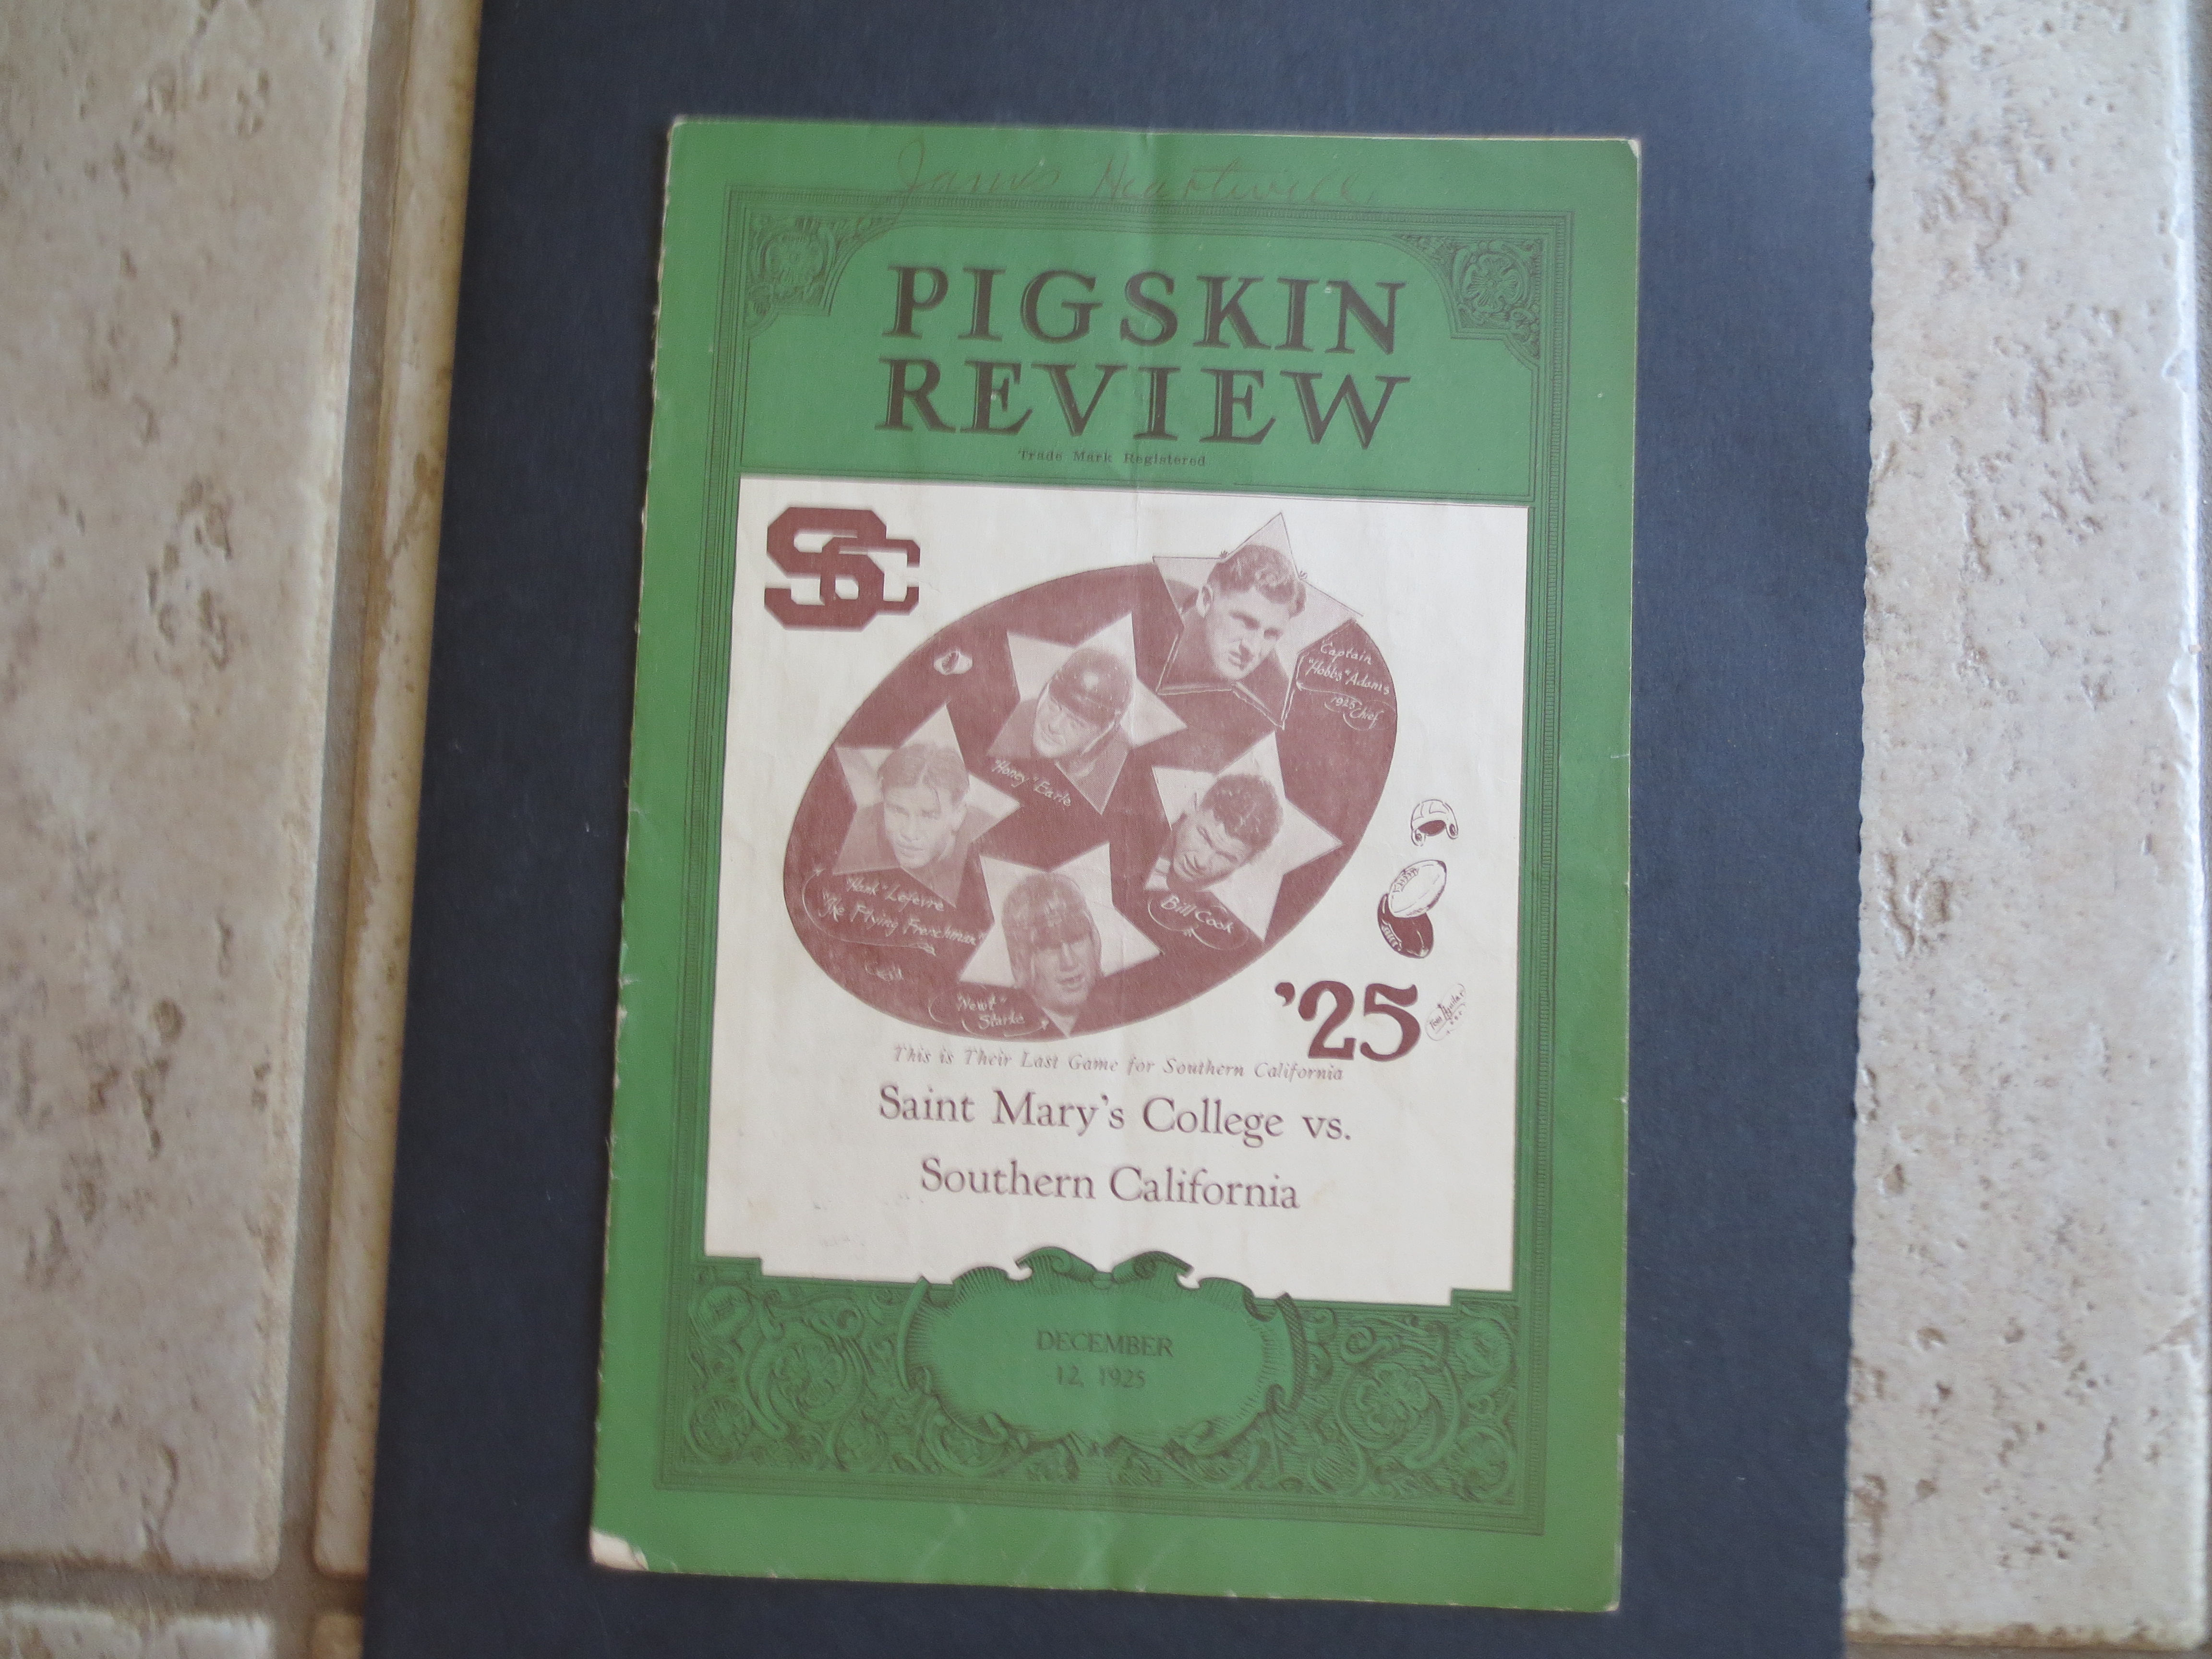 James Heartwell
PIGSKIN
REVIEW
Trade Mark Registered
SC
Captain
"Hobbs" Adams
1925 Chief
"Honey" Earle
"Hank" Lefevre
"The Flying Frenchman"
Bill Cook
"Newt"
Starke
'25
This is Their Last Game for Southern California
Saint Mary's College vs.
Southern California
DECEMBER
12, 1925